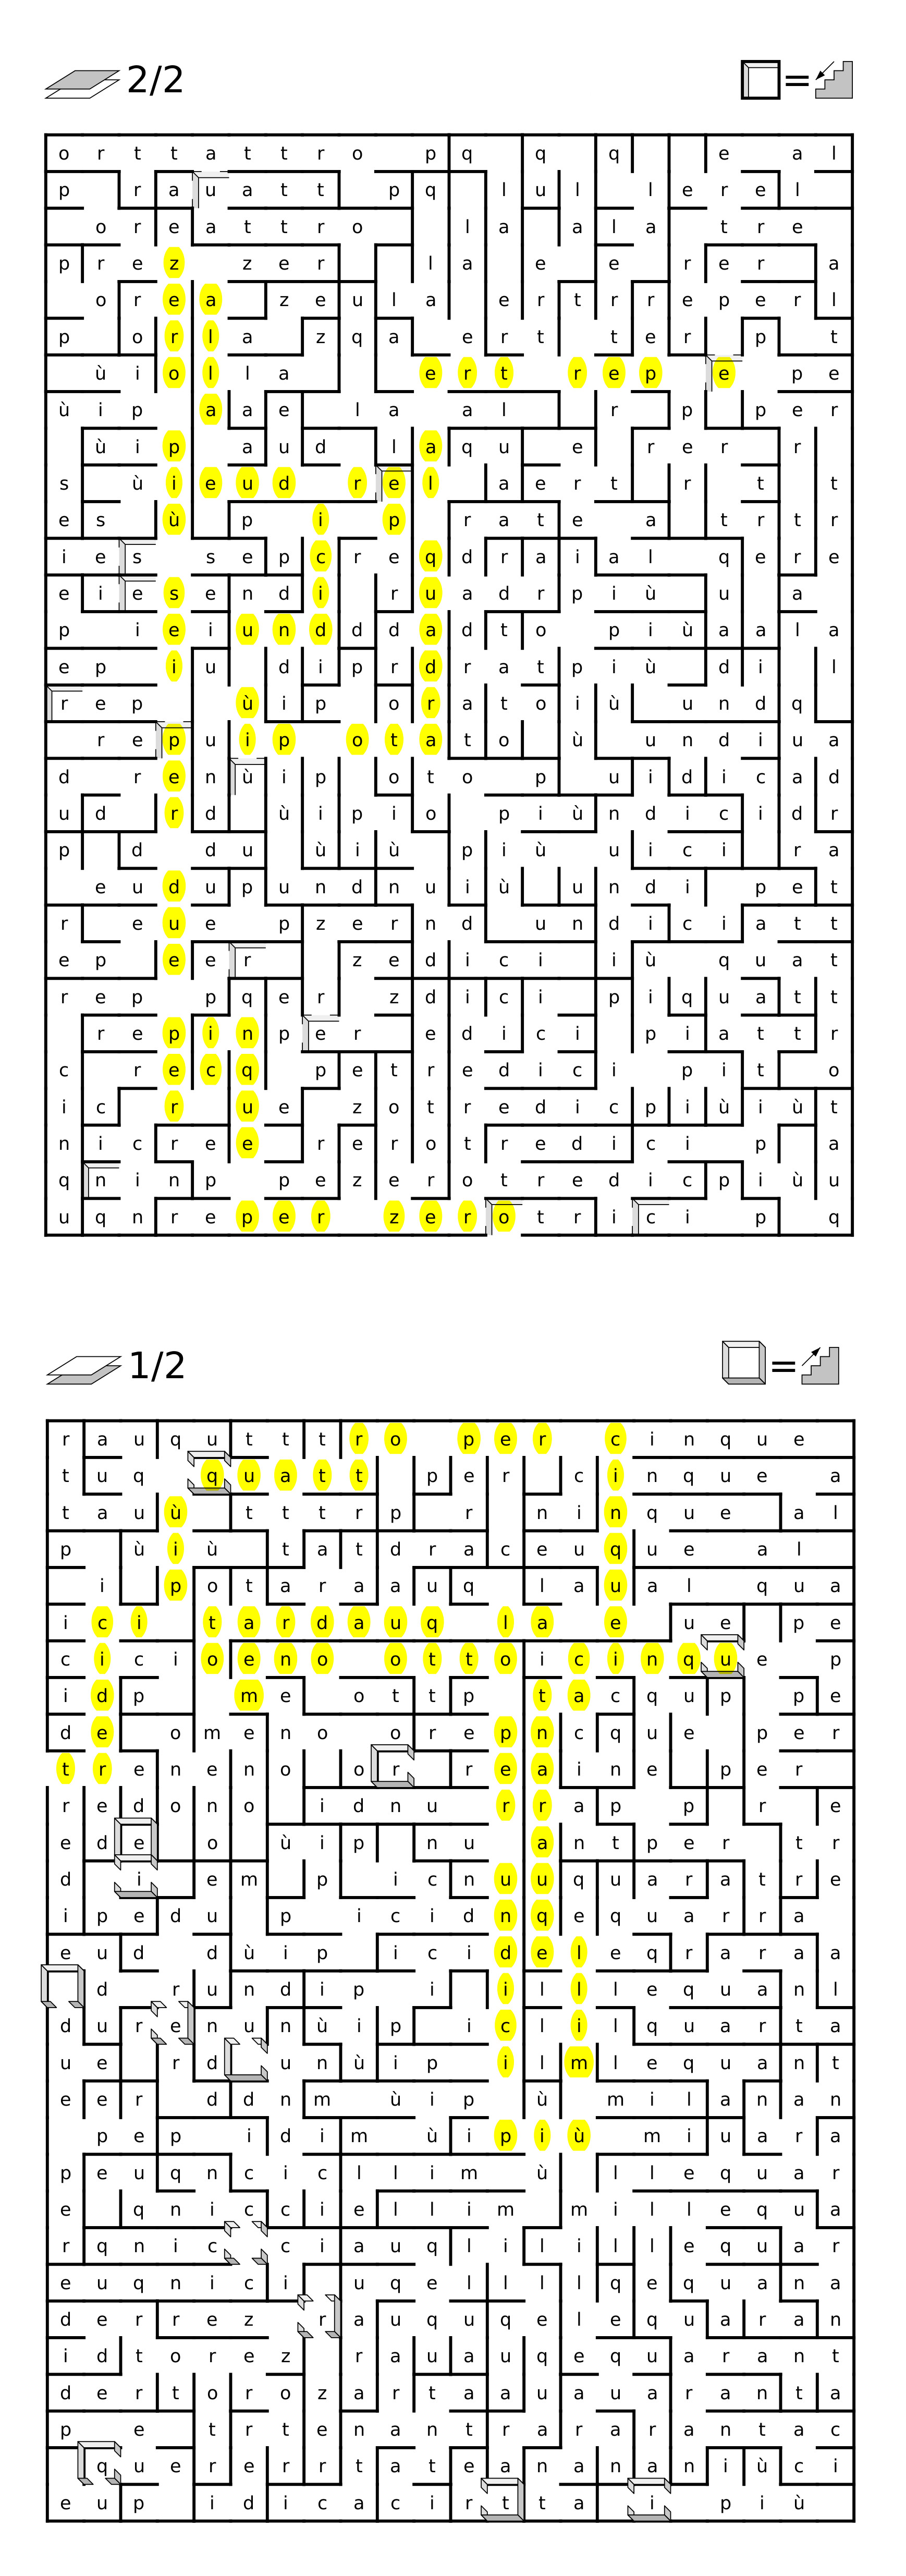 2/2
=
o r t t a t t r o p q q q e a l
p r a u a t t p q l u l l e r e l
o r e a t t r o l a a l a t r e
p r e z z e r l a e e r e r a
o r e a z e u l a e r t r r e p e r l
p o r l a z q a e r t t e r p t
ù i o l l a e r t r e p e p e
ù i p a a e l a a l r p p e r
ù i p a u d l a q u e r e r r
s ù i e u d r e l a e r t r t t
e s ù p i p r a t e a t r t r
i e s s e p c r e q d r a i a l q e r e
e i e s e n d i r u a d r p i ù u a
p i e i u n d d d a d t o p i ù a a l a
e p i u d i p r d r a t p i ù d i l
r e p ù i p o r a t o i ù u n d q
r e p u i p o t a t o ù u n d i u a
d r e n ù i p o t o p u i d i c a d
u d r d ù i p i o p i ù n d i c i d r
p d d u ù i ù p i ù u i c i r a
e u d u p u n d n u i ù u n d i p e t
r e u e p z e r n d u n d i c i a t t
e p e e r z e d i c i i ù q u a t
r e p p q e r z d i c i p i q u a t t
r e p i n p e r e d i c i p i a t t r
c r e c q p e t r e d i c i p i t o
i c r u e z o t r e d i c p i ù i ù t
n i c r e e r e r o t r e d i c i p a
q n i n p p e z e r o t r e d i c p i ù u
u q n r e p e r z e r o t r i c i p q
1/2
=
r a u q u t t t r o p e r c i n q u e
t u q q u a t t p e r c i n q u e a
t a u ù t t t r p r n i n q u e a l
p ù i ù t a t d r a c e u q u e a l
i p o t a r a a u q l a u a l q u a
i c i t a r d a u q l a e u e p e
c i c i o e n o o t t o i c i n q u e p
i d p m e o t t p t a c q u p p e
d e o m e n o o r e p n c q u e p e r
t r e n e n o o r r e a i n e p e r
r e d o n o i d n u r r a p p r e
e d e o ù i p n u a n t p e r t r
d i e m p i c n u u q u a r a t r e
i p e d u p i c i d n q e q u a r r a
e u d d ù i p i c i d e l e q r a r a a
d r u n d i p i i l l l e q u a n l
d u r e n u n ù i p i c l i l q u a r t a
u e r d u n ù i p i l m l e q u a n t
e e r d d n m ù i p ù m i l a n a n
p e p i d i m ù i p i ù m i u a r a
p e u q n c i c l l i m ù l l e q u a r
e q n i c c i e l l i m m i l l e q u a
r q n i c c i a u q l i l i l l e q u a r
e u q n i c i u q e l l l l q e q u a n a
d e r r e z r a u q u q e l e q u a r a n
i d t o r e z r a u a u q e q u a r a n t
d e r t o r o z a r t a a u a u a r a n t a
p e t r t e n a n t r a r a r a n t a c
q u e r e r r t a t e a n a n a n i ù c i
e u p i d i c a c i r t t a i p i ù